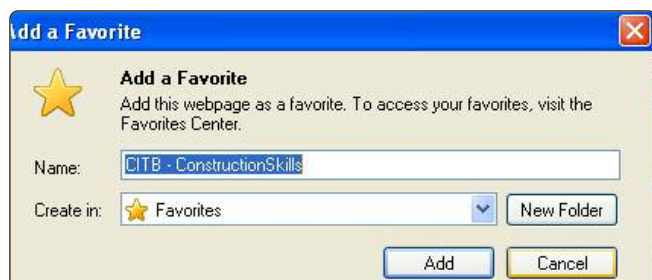 Add a Favorite
Add a Favorite
Add this webpage as a favorite. To access your favorites, visit the
Favorites Center.
Name: CITB - ConstructionSkills
Create in: Favorites New Folder
Add Cancel